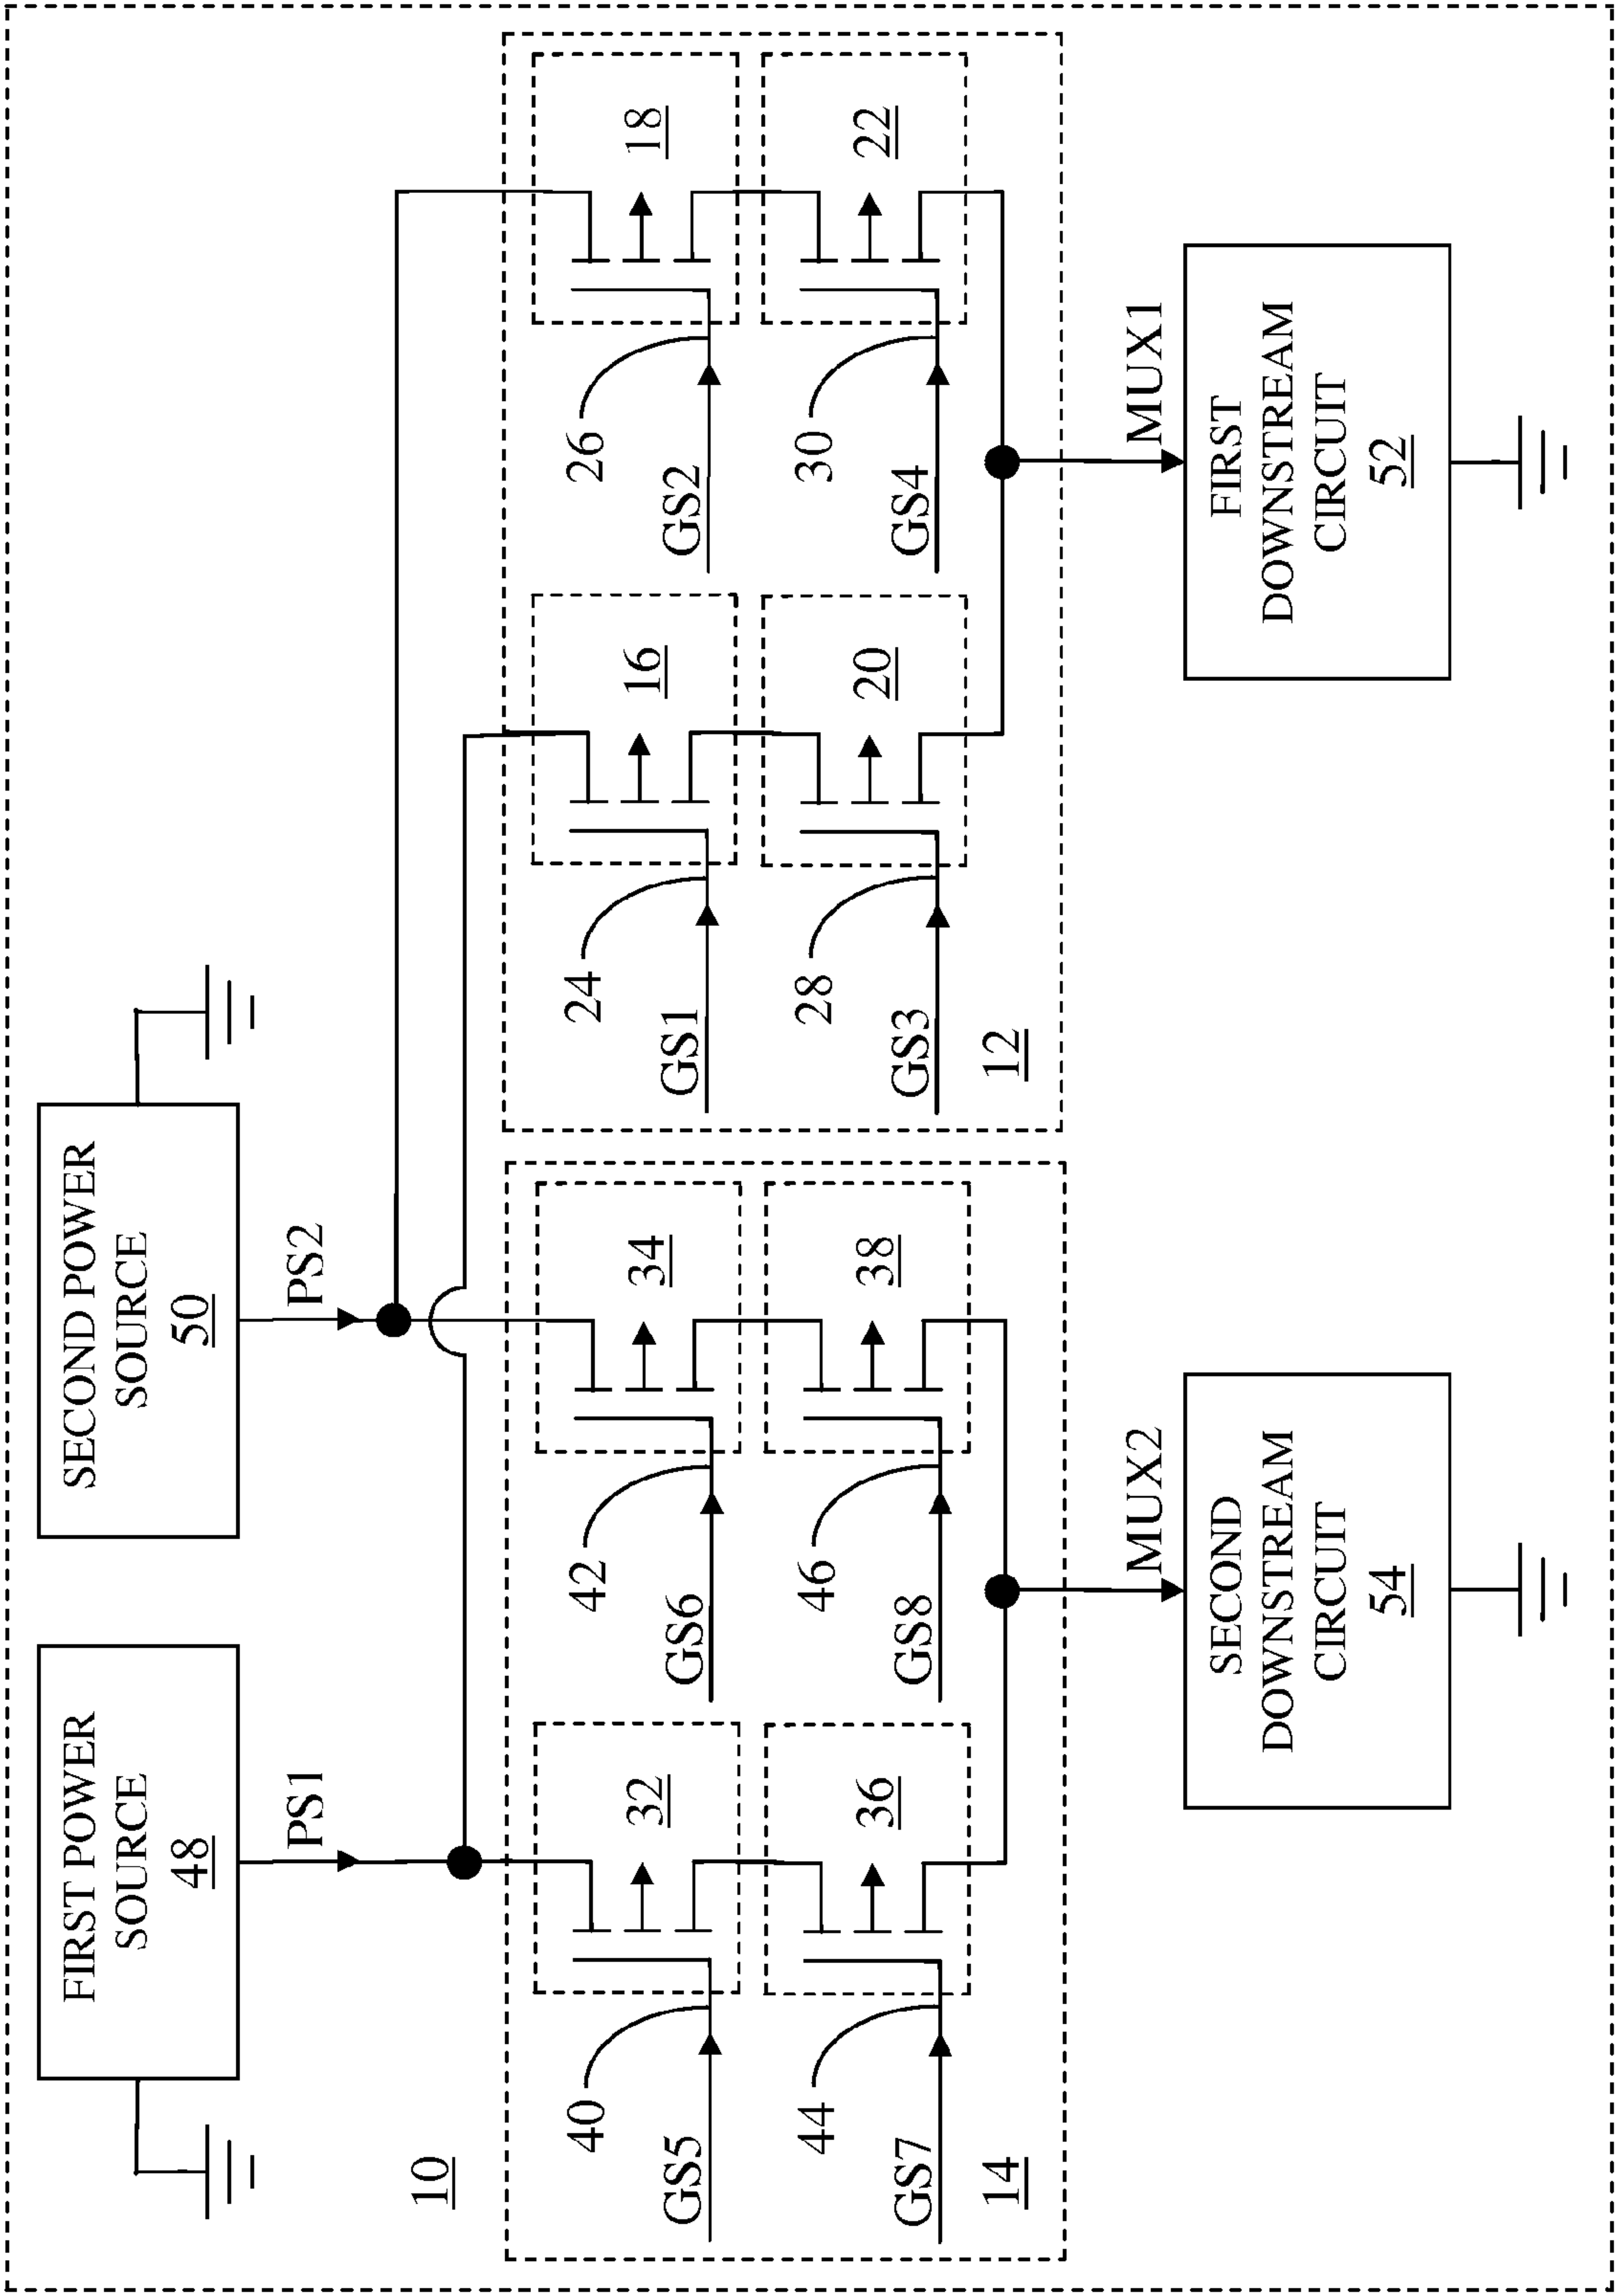 FIRST POWER
SOURCE
48
SECOND POWER
SOURCE
50
PS1
PS2
10
40
GS5
32
42
GS6
34
24
GS1
16
26
GS2
18
44
GS7
36
46
GS8
38
28
GS3
20
30
GS4
22
14
12
MUX2
MUX1
SECOND
DOWNSTREAM
CIRCUIT
54
FIRST
DOWNSTREAM
CIRCUIT
52